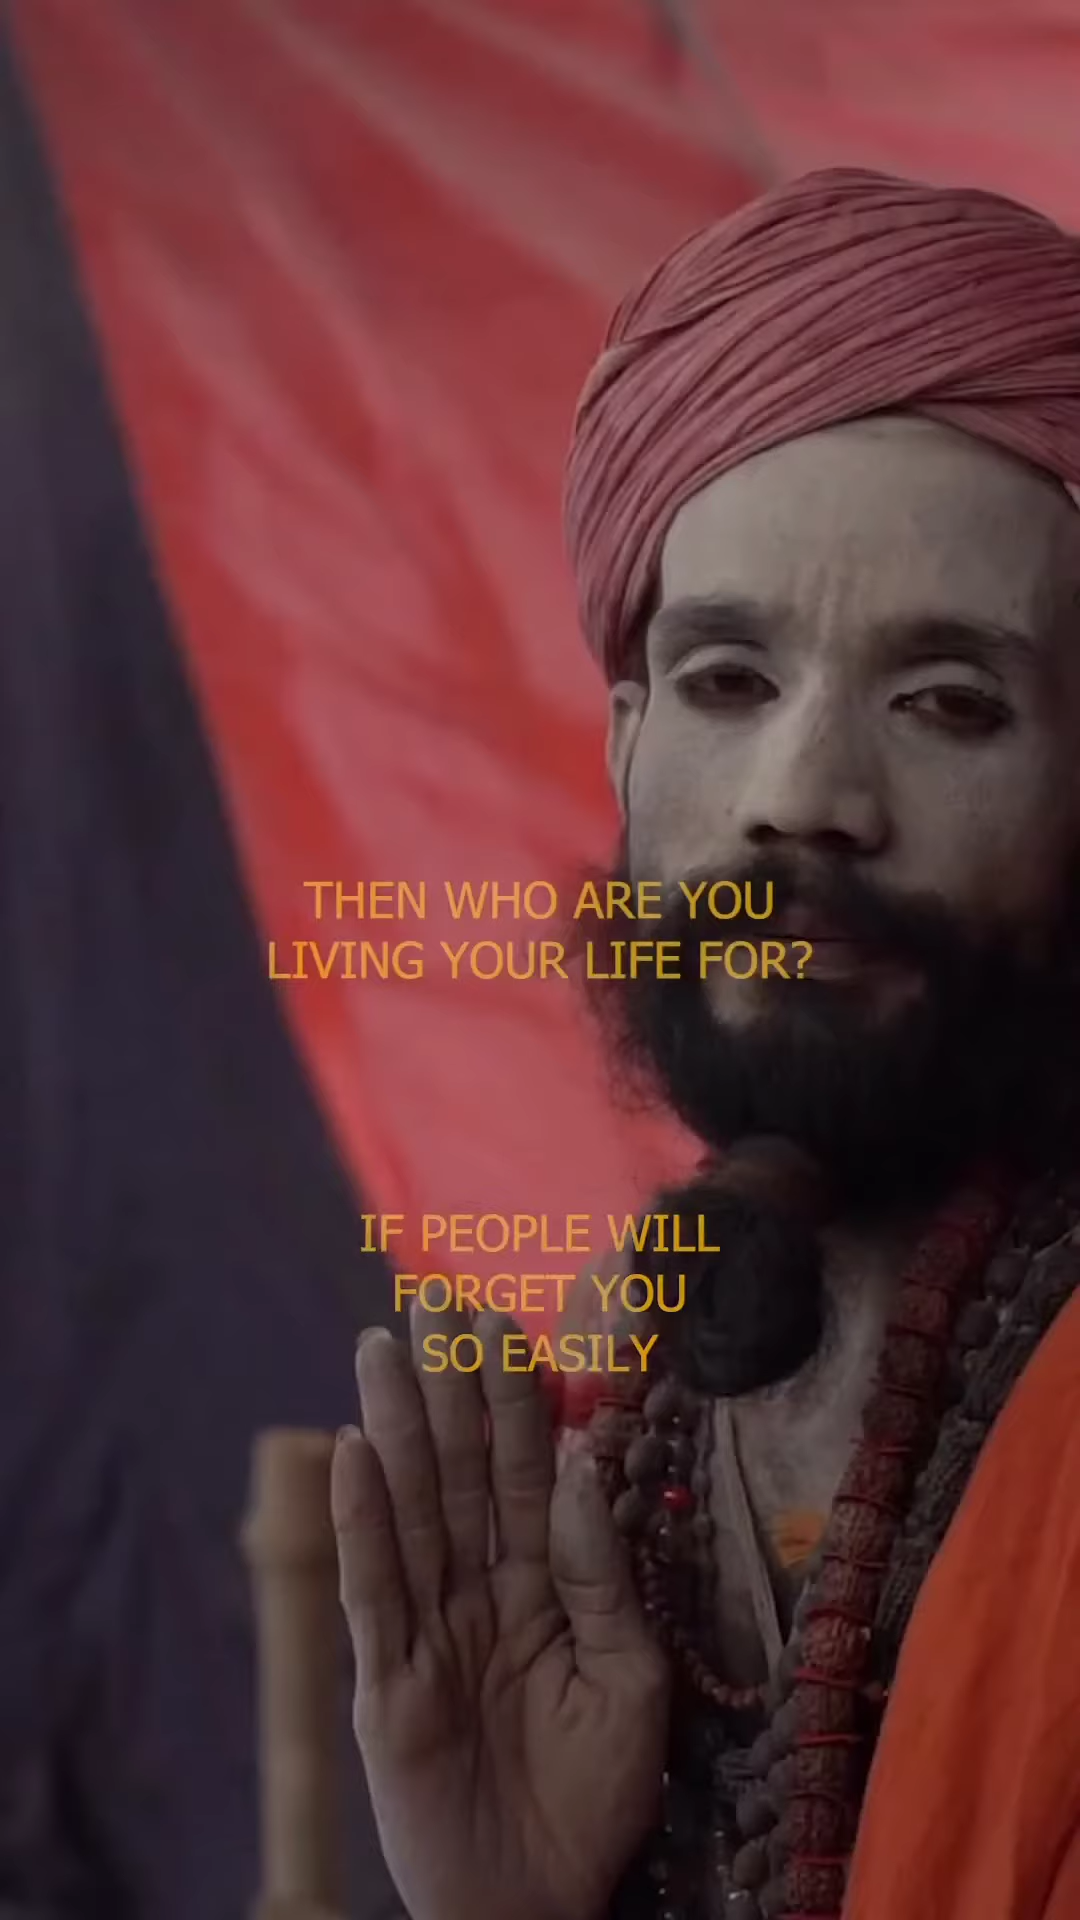 THEN WHO ARE YOU
LIVING YOUR LIFE FOR?
IF PEOPLE WILL
FORGET YOU
SO EASILY